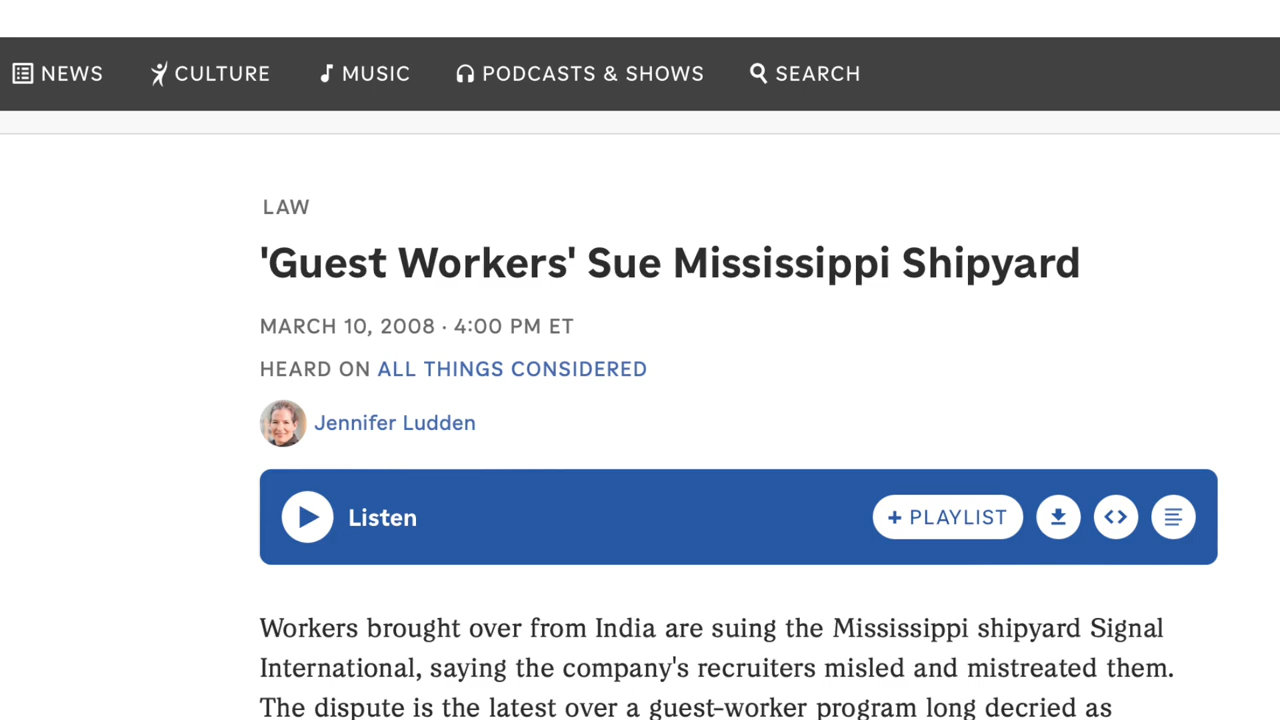 NEWS CULTURE MUSIC PODCASTS & SHOWS SEARCH
LAW
'Guest Workers' Sue Mississippi Shipyard
MARCH 10, 2008 · 4:00 PM ET
HEARD ON ALL THINGS CONSIDERED
Jennifer Ludden
Listen + PLAYLIST
Workers brought over from India are suing the Mississippi shipyard Signal
International, saying the company's recruiters misled and mistreated them.
The dispute is the latest over a guest-worker program long decried as